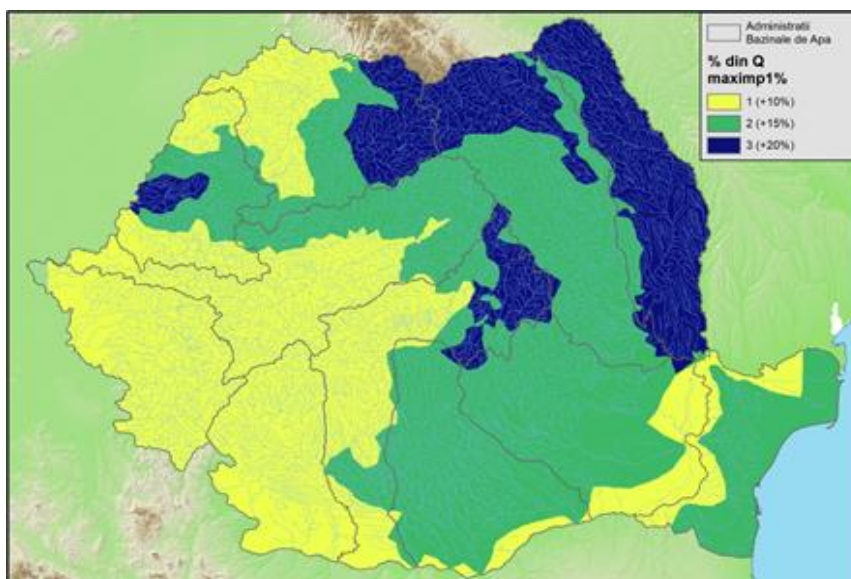 Administratii
Bazinale de Apa
% din Q
maximp1%
1 (+10%)
2 (+15%)
3 (+20%)